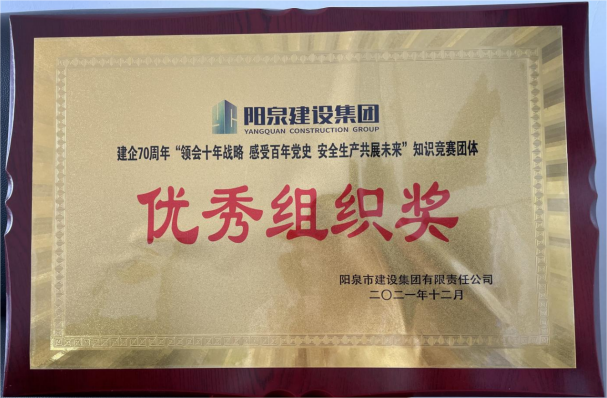 阳泉建设集团
YANGQUAN CONSTRUCTION GROUP
建企70周年“领会十年战略 感受百年党史 安全生产共展未来”知识竞赛团体
优秀组织奖
阳泉市建设集团有限责任公司
二〇二一年十二月